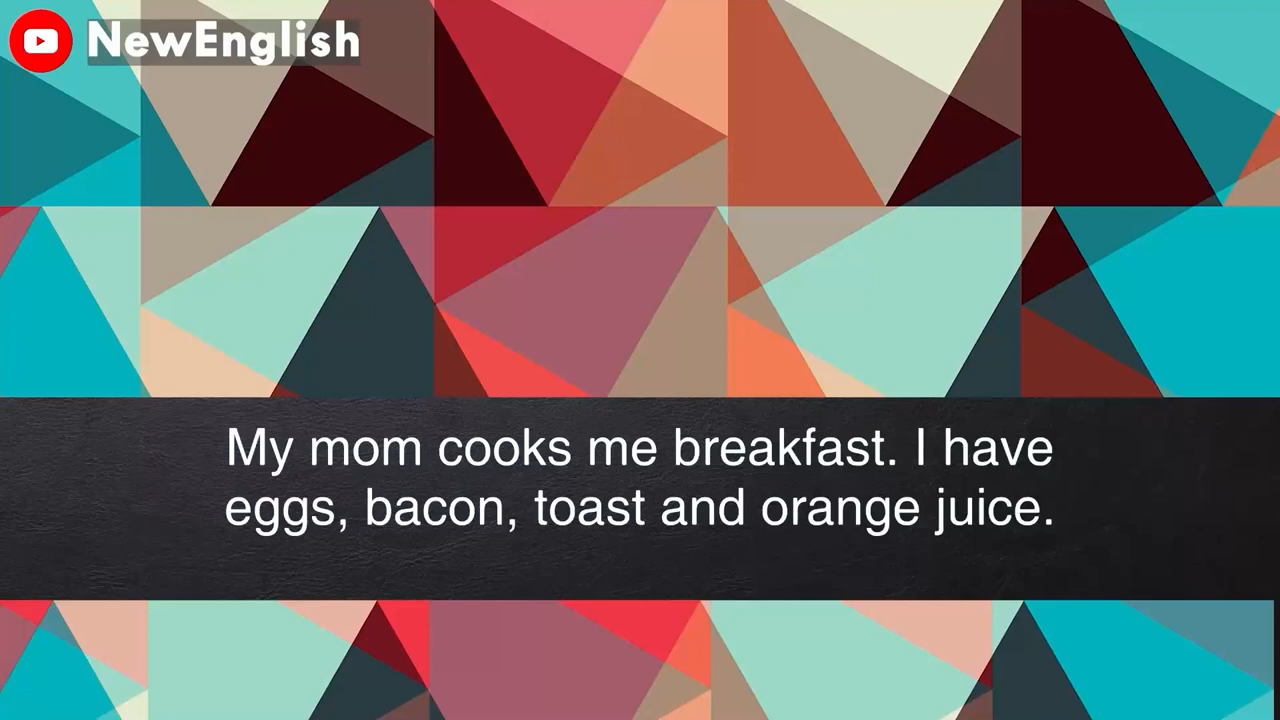 NewEnglish
My mom cooks me breakfast. I have
eggs, bacon, toast and orange juice.